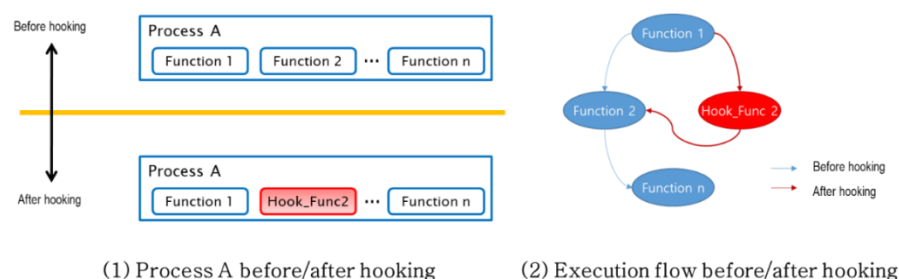 Before hooking
Process A
Function 1
Function 2
...
Function n
After hooking
Process A
Function 1
Hook_Func2
...
Function n
(1) Process A before/after hooking
Function 1
Function 2
Hook_Func 2
Function n
Before hooking
After hooking
(2) Execution flow before/after hooking